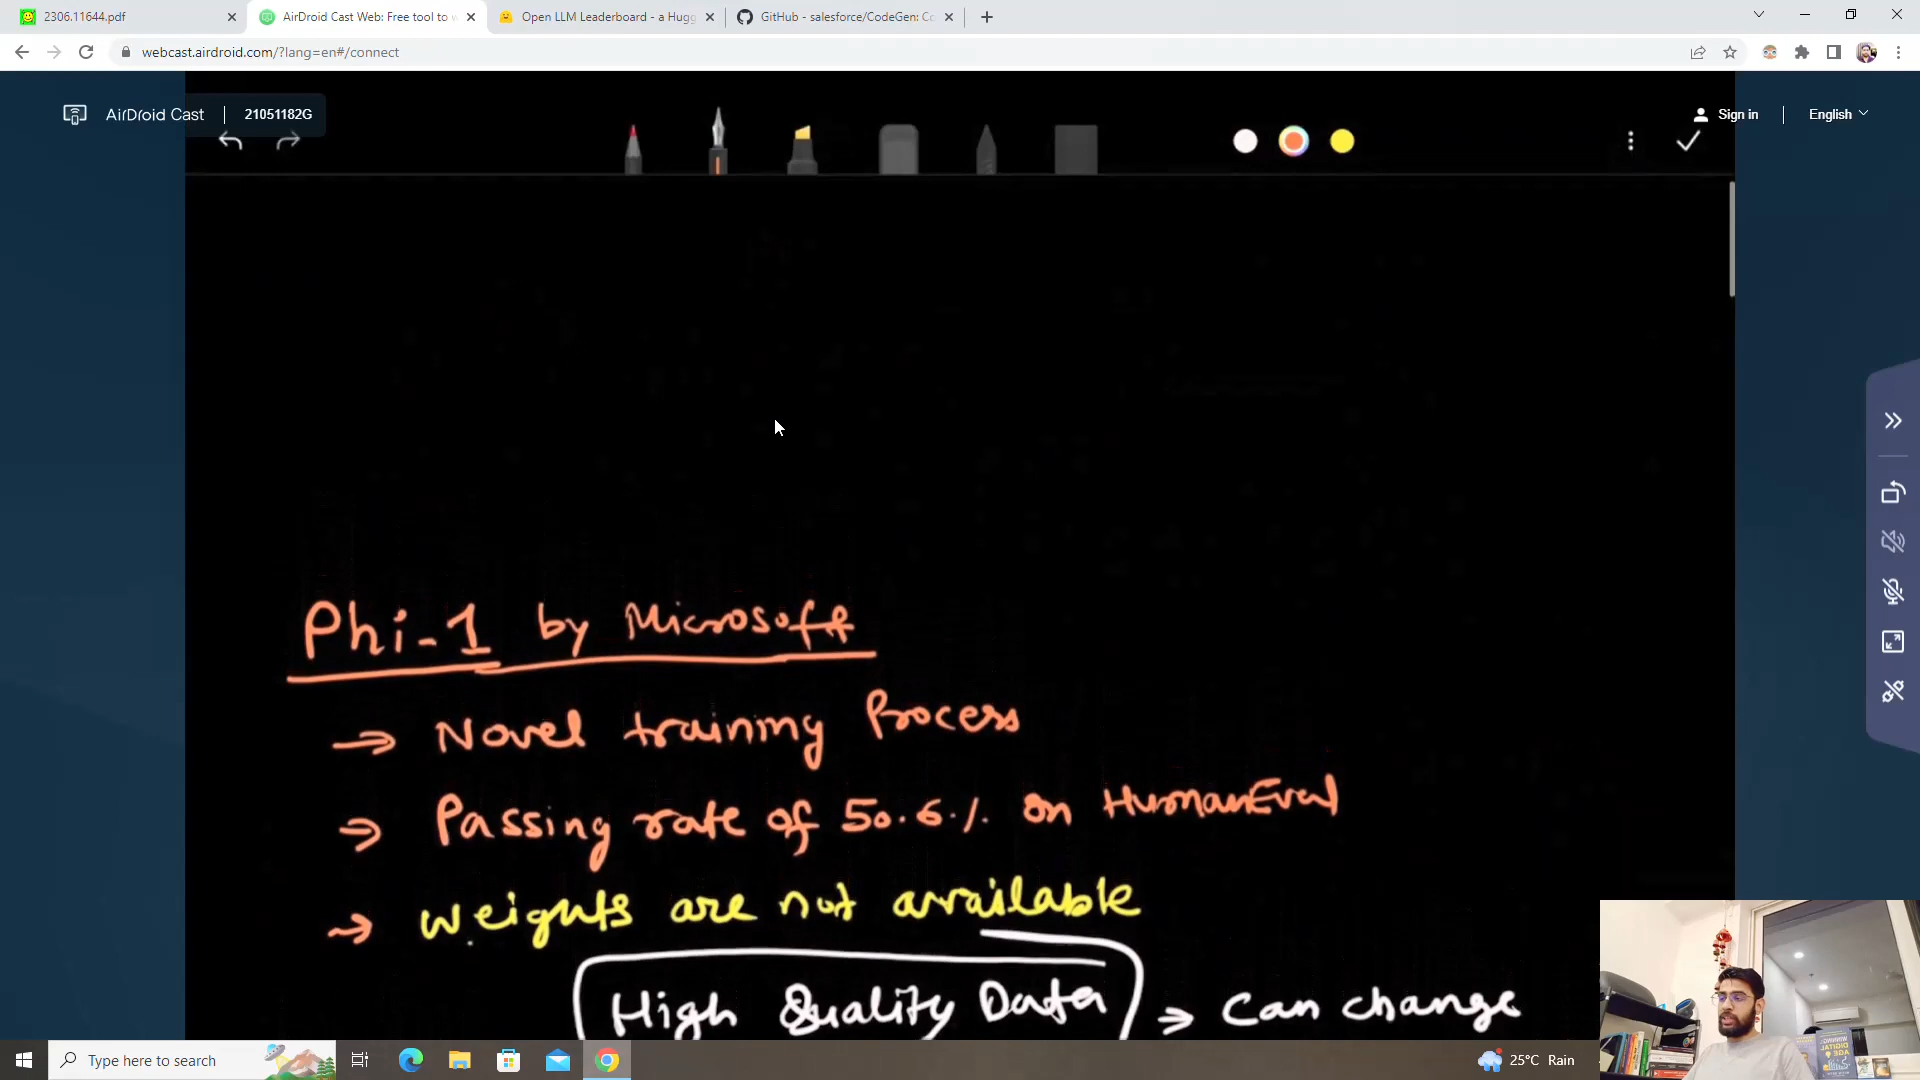 2306.11644.pdf
AirDroid Cast Web: Free tool to
Open LLM Leaderboard - a Hugg
GitHub - salesforce/CodeGen: Co
webcast.airdroid.com/?lang=en#/connect
AirDroid Cast
21051182G
Sign in
English
Phi-1 by Microsoft
→ Novel training Process
→ Passing rate of 50.6% on HumanEval
→ Weights are not available
High Quality Data → Can change
Type here to search
25°C Rain
DIGITAL
AGE